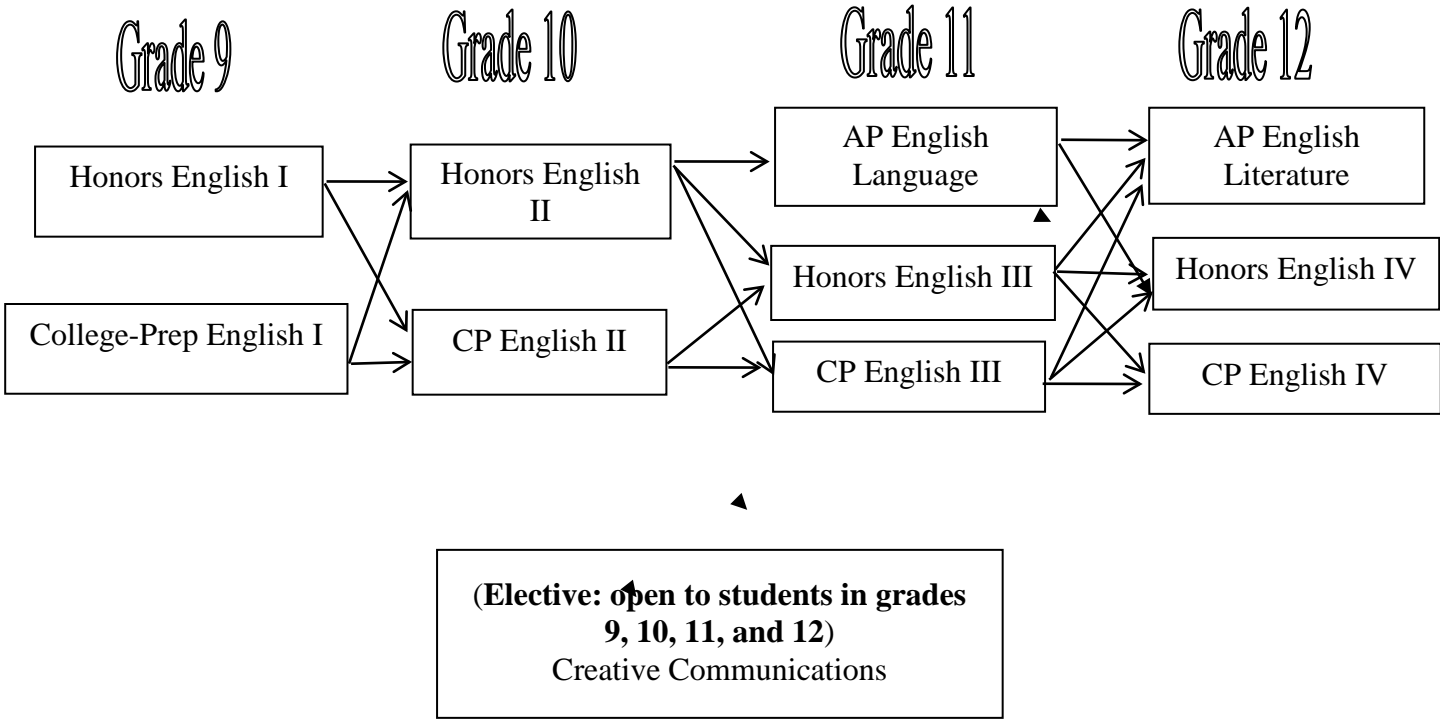 Grade 9
Grade 10
Grade 11
Grade 12
Honors English I
College-Prep English I
Honors English
II
CP English II
AP English
Language
Honors English III
CP English III
AP English
Literature
Honors English IV
CP English IV
(Elective: open to students in grades
9, 10, 11, and 12)
Creative Communications